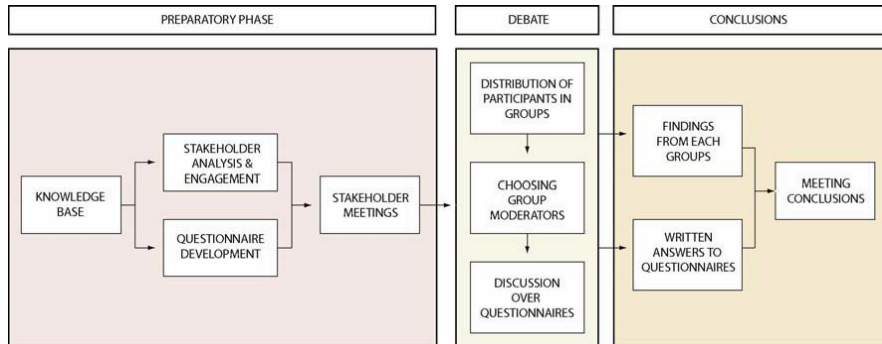 PREPARATORY PHASE
DEBATE
CONCLUSIONS
KNOWLEDGE
BASE
STAKEHOLDER
ANALYSIS &
ENGAGEMENT
QUESTIONNAIRE
DEVELOPMENT
STAKEHOLDER
MEETINGS
DISTRIBUTION OF
PARTICIPANTS IN
GROUPS
CHOOSING
GROUP
MODERATORS
DISCUSSION
OVER
QUESTIONNAIRES
FINDINGS
FROM EACH
GROUPS
WRITTEN
ANSWERS TO
QUESTIONNAIRES
MEETING
CONCLUSIONS